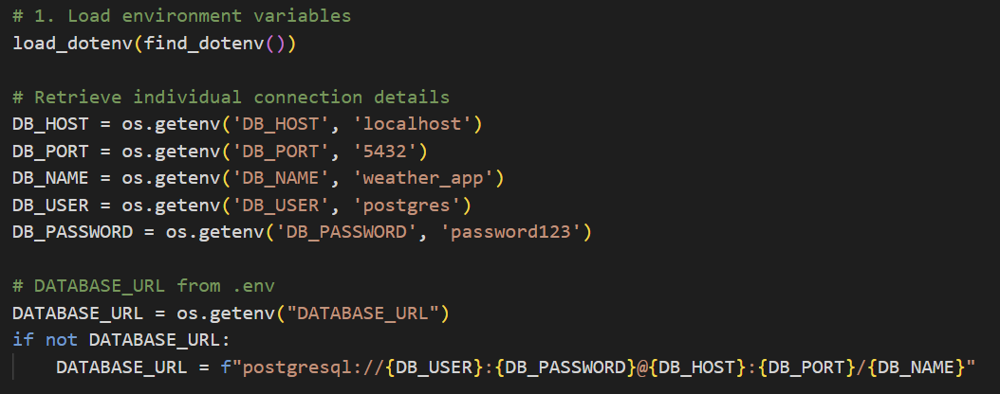 # 1. Load environment variables
load_dotenv(find_dotenv())
# Retrieve individual connection details
DB_HOST = os.getenv('DB_HOST', 'localhost')
DB_PORT = os.getenv('DB_PORT', '5432')
DB_NAME = os.getenv('DB_NAME', 'weather_app')
DB_USER = os.getenv('DB_USER', 'postgres')
DB_PASSWORD = os.getenv('DB_PASSWORD', 'password123')
# DATABASE_URL from .env
DATABASE_URL = os.getenv("DATABASE_URL")
if not DATABASE_URL:
    DATABASE_URL = f"postgresql://{DB_USER}:{DB_PASSWORD}@{DB_HOST}:{DB_PORT}/{DB_NAME}"